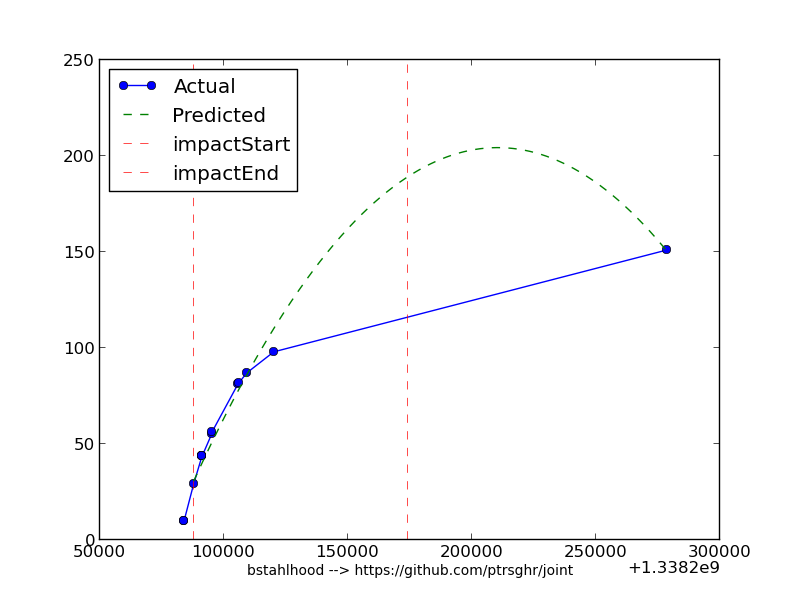 250
200
150
100
50
0
Actual
Predicted
impactStart
impactEnd
50000 100000 150000 200000 250000 300000
+1.3382e9
bstahlhood --> https://github.com/ptrsghr/joint